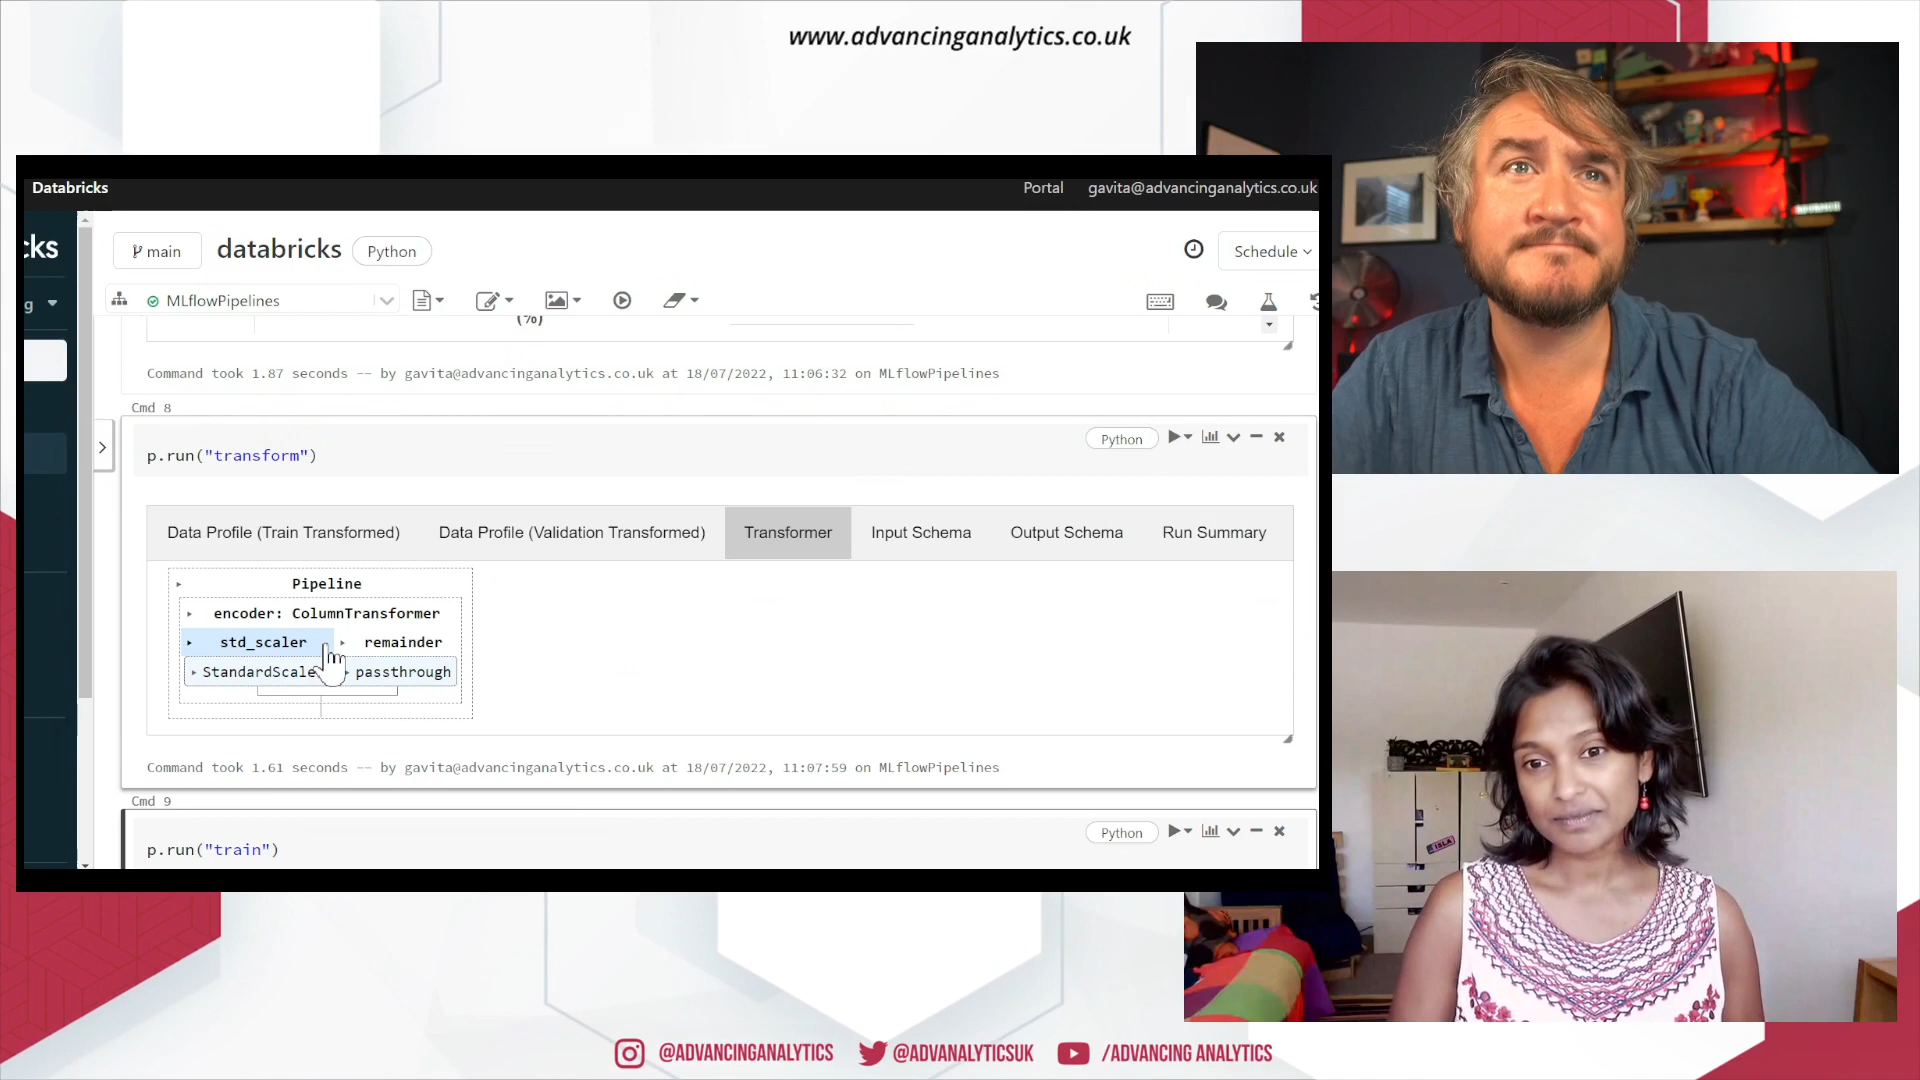 www.advancinganalytics.co.uk
Databricks
Portal
gavita@advancinganalytics.co.uk
cks
main
databricks
Python
Schedule
g
MLflowPipelines
(%)
Command took 1.87 seconds -- by gavita@advancinganalytics.co.uk at 18/07/2022, 11:06:32 on MLflowPipelines
Cmd 8
Python
p.run("transform")
Data Profile (Train Transformed)
Data Profile (Validation Transformed)
Transformer
Input Schema
Output Schema
Run Summary
Pipeline
encoder: ColumnTransformer
std_scaler
remainder
StandardScale
passthrough
Command took 1.61 seconds -- by gavita@advancinganalytics.co.uk at 18/07/2022, 11:07:59 on MLflowPipelines
Cmd 9
Python
p.run("train")
ISLA
@ADVANCINGANALYTICS
@ADVANALYTICSUK
/ADVANCING ANALYTICS